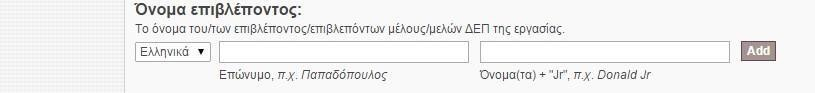 Όνομα επιβλέποντος:
Το όνομα του/των επιβλέποντος/επιβλεπόντων μέλους/μελών ΔΕΠ της εργασίας.
Ελληνικά Add
Επώνυμο, π.χ. Παπαδόπουλος Όνομα(τα) + "Jr", π.χ. Donald Jr